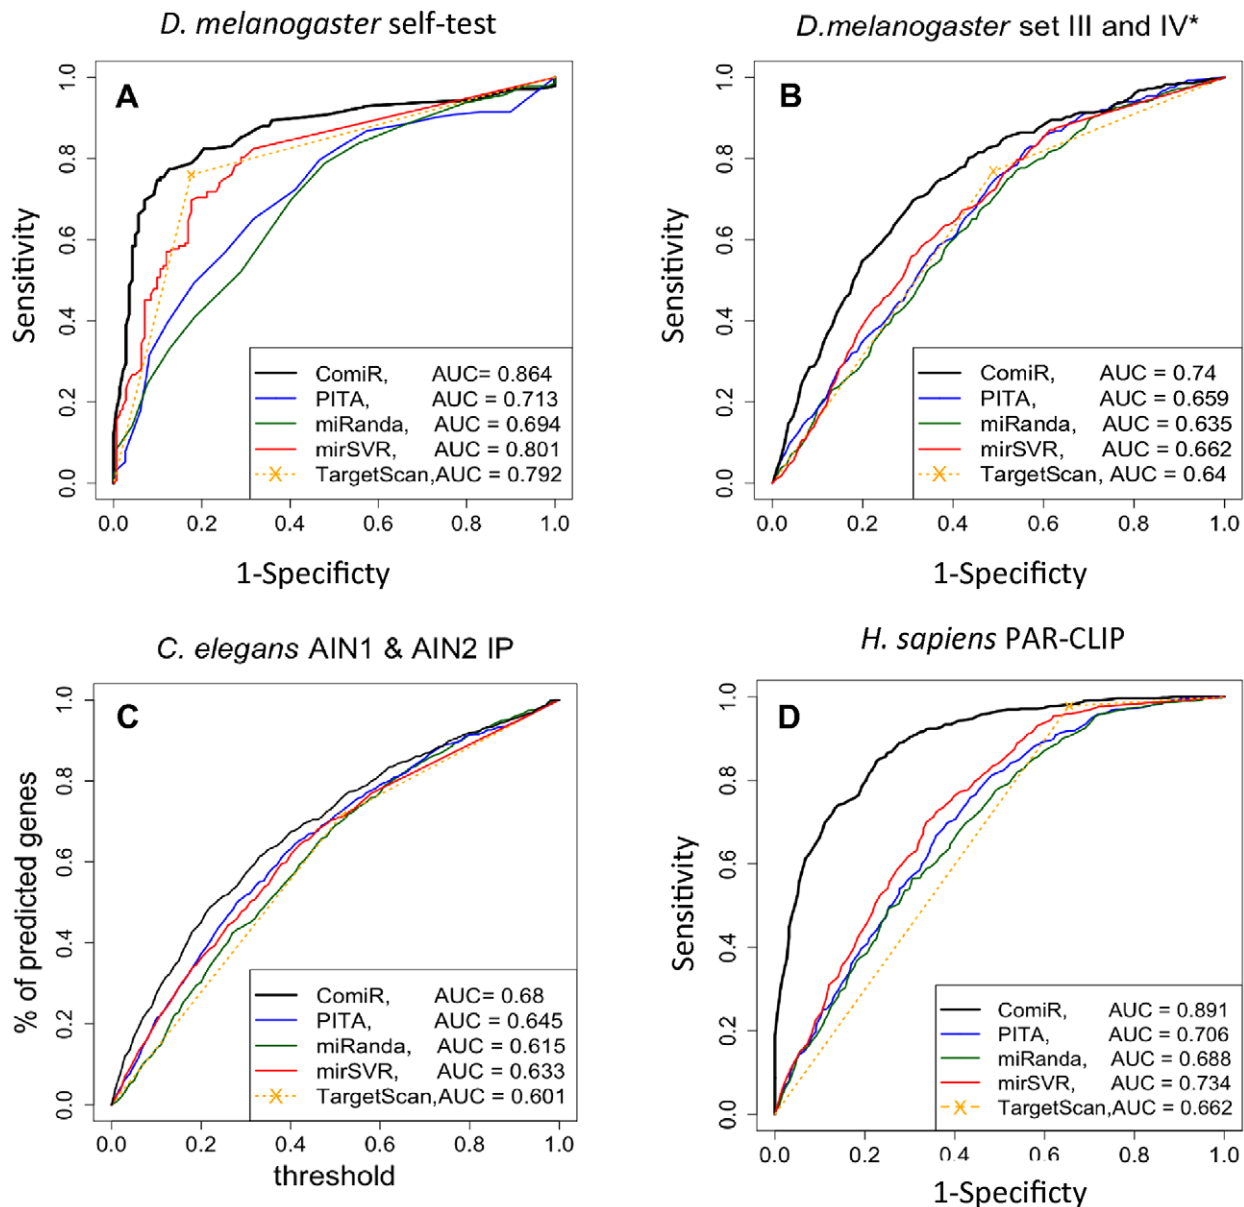 D. melanogaster self-test
A
Sensitivity
1.0
0.8
0.6
0.4
0.2
0.0
ComiR, AUC= 0.864
PITA, AUC = 0.713
miRanda, AUC = 0.694
mirSVR, AUC = 0.801
TargetScan,AUC = 0.792
0.0 0.2 0.4 0.6 0.8 1.0
1-Specificty
D.melanogaster set III and IV*
B
Sensitivity
1.0
0.8
0.6
0.4
0.2
0.0
ComiR, AUC = 0.74
PITA, AUC = 0.659
miRanda, AUC = 0.635
mirSVR, AUC = 0.662
TargetScan, AUC = 0.64
0.0 0.2 0.4 0.6 0.8 1.0
1-Specificty
C. elegans AIN1 & AIN2 IP
C
% of predicted genes
1.0
0.8
0.6
0.4
0.2
0.0
ComiR, AUC= 0.68
PITA, AUC = 0.645
miRanda, AUC = 0.615
mirSVR, AUC = 0.633
TargetScan,AUC = 0.601
0.0 0.2 0.4 0.6 0.8 1.0
threshold
H. sapiens PAR-CLIP
D
Sensitivity
1.0
0.8
0.6
0.4
0.2
0.0
ComiR, AUC = 0.891
PITA, AUC = 0.706
miRanda, AUC = 0.688
mirSVR, AUC = 0.734
TargetScan,AUC = 0.662
0.0 0.2 0.4 0.6 0.8 1.0
1-Specificty